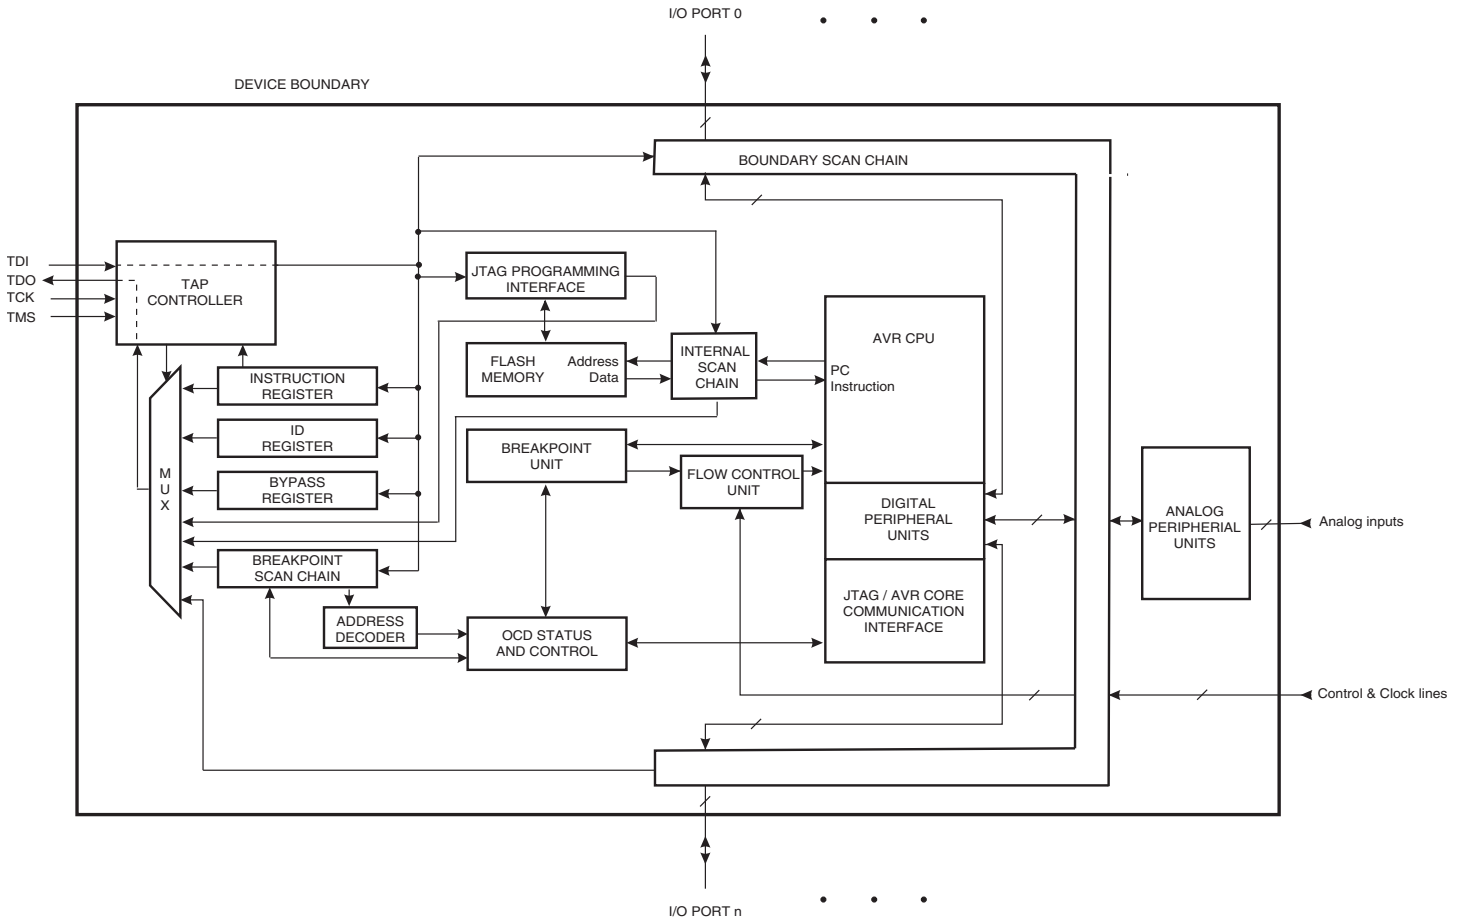 I/O PORT 0
DEVICE BOUNDARY
BOUNDARY SCAN CHAIN
TDI
TDO
TCK
TMS
TAP
CONTROLLER
JTAG PROGRAMMING
INTERFACE
FLASH
MEMORY
Address
Data
INTERNAL
SCAN
CHAIN
AVR CPU
PC
Instruction
INSTRUCTION
REGISTER
ID
REGISTER
BYPASS
REGISTER
M
U
X
BREAKPOINT
SCAN CHAIN
ADDRESS
DECODER
BREAKPOINT
UNIT
FLOW CONTROL
UNIT
OCD STATUS
AND CONTROL
DIGITAL
PERIPHERAL
UNITS
JTAG / AVR CORE
COMMUNICATION
INTERFACE
ANALOG
PERIPHERIAL
UNITS
Analog inputs
Control & Clock lines
I/O PORT n